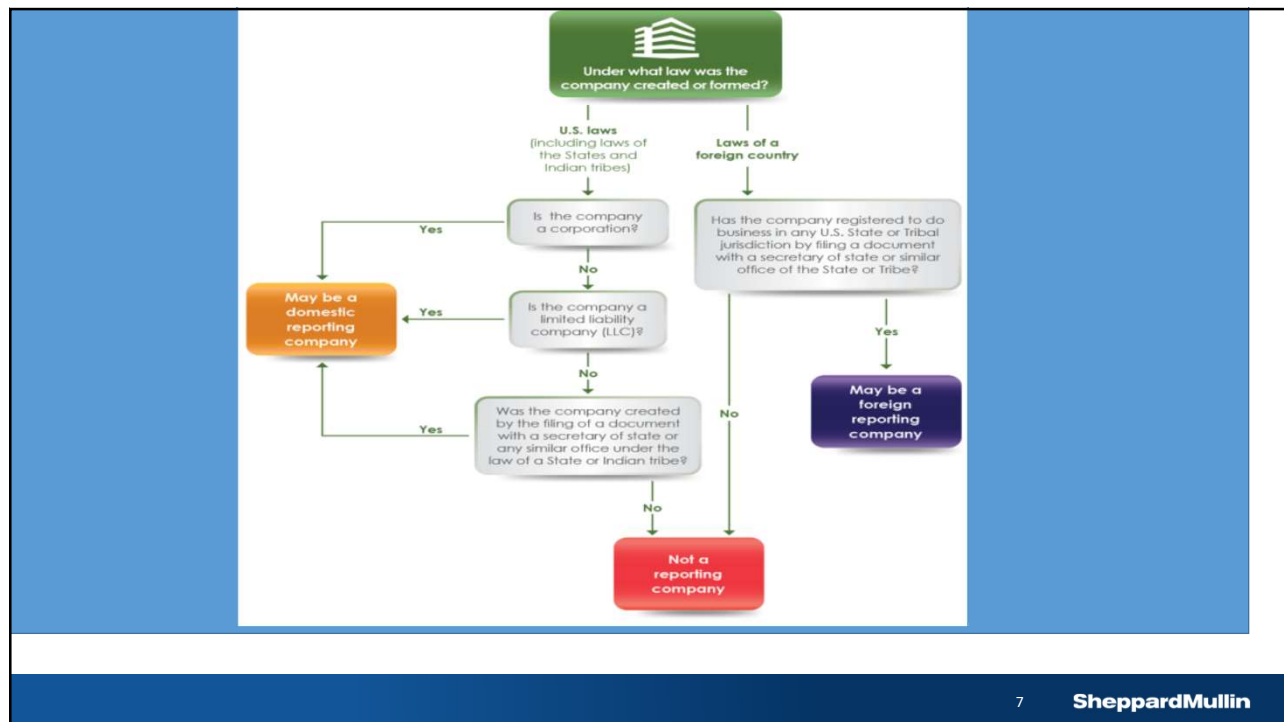 Under what law was the
company created or formed?
U.S. laws
(including laws of
the States and
Indian tribes)
Laws of a
foreign country
Is the company
a corporation?
Yes
No
Has the company registered to do
business in any U.S. State or Tribal
jurisdiction by filing a document
with a secretary of state or similar
office of the State or Tribe?
May be a
domestic
reporting
company
Yes
Is the company a
limited liability
company (LLC)?
No
Yes
May be a
foreign
reporting
company
Was the company created
by the filing of a document
with a secretary of state or
any similar office under the
law of a State or Indian tribe?
Yes
No
No
Not a
reporting
company
7
SheppardMullin